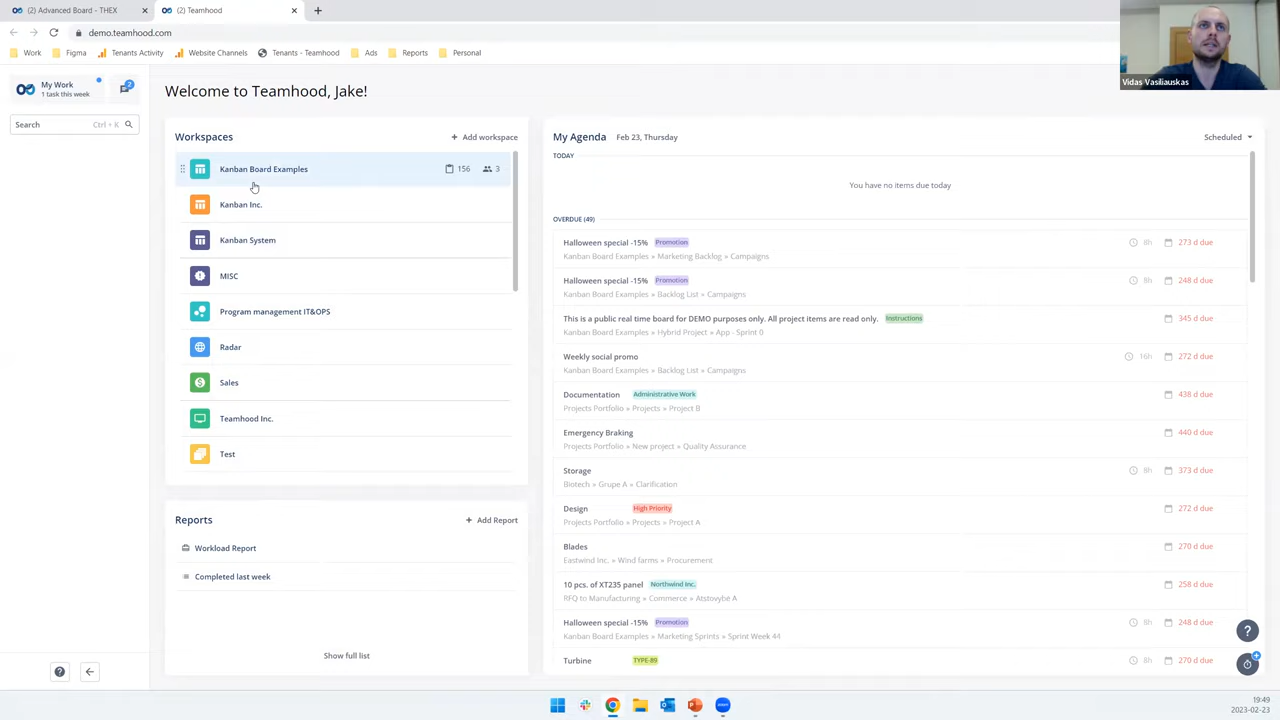 (2) Advanced Board - THEX
(2) Teamhood
demo.teamhood.com
Work
Figma
Tenants Activity
Website Channels
Tenants - Teamhood
Ads
Reports
Personal
Vidas Vasiliauskas
My Work
1 task this week
2
Search Ctrl + K
Welcome to Teamhood, Jake!
Workspaces
+ Add workspace
Kanban Board Examples 156 3
Kanban Inc.
Kanban System
MISC
Program management IT&OPS
Radar
Sales
Teamhood Inc.
Test
Reports
+ Add Report
Workload Report
Completed last week
Show full list
My Agenda Feb 23, Thursday Scheduled
TODAY
You have no items due today
OVERDUE (49)
Halloween special -15% Promotion 8h 273 d due
Kanban Board Examples » Marketing Backlog » Campaigns
Halloween special -15% Promotion 8h 248 d due
Kanban Board Examples » Backlog List » Campaigns
This is a public real time board for DEMO purposes only. All project items are read only. Instructions 345 d due
Kanban Board Examples » Hybrid Project » App - Sprint 0
Weekly social promo 16h 272 d due
Kanban Board Examples » Backlog List » Campaigns
Documentation Administrative Work 438 d due
Projects Portfolio » Projects » Project B
Emergency Braking 440 d due
Projects Portfolio » New project » Quality Assurance
Storage 8h 373 d due
Biotech » Grupe A » Clarification
Design High Priority 272 d due
Projects Portfolio » Projects » Project A
Blades 270 d due
Eastwind Inc. » Wind farms » Procurement
10 pcs. of XT235 panel Northwind Inc. 258 d due
RFQ to Manufacturing » Commerce » Atstovybė A
Halloween special -15% Promotion 8h 248 d due
Kanban Board Examples » Marketing Sprints » Sprint Week 44
Turbine TYPE-89 8h 270 d due
19:49
2023-02-23